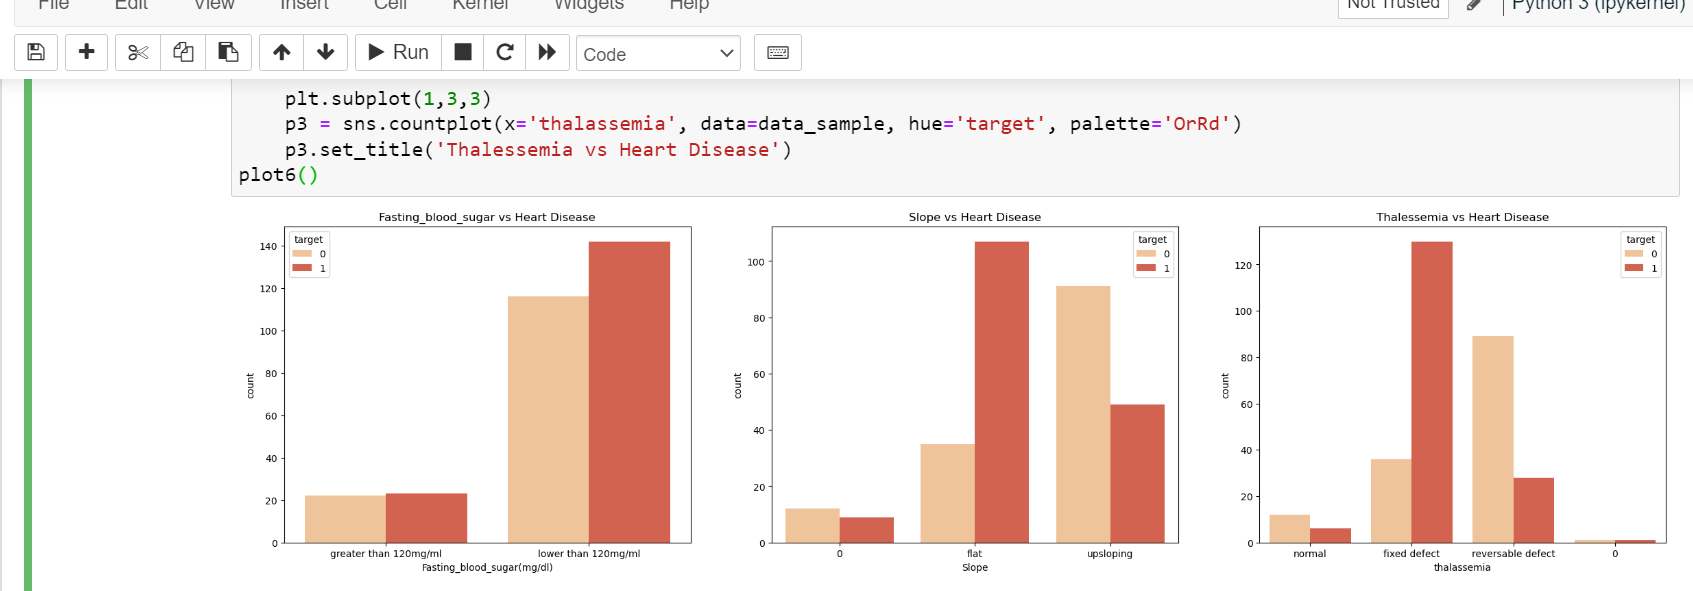 File Edit View Insert Cell Kernel Widgets Help Not Trusted Python 3 (ipykernel)
Run Code
plt.subplot(1,3,3)
p3 = sns.countplot(x='thalassemia', data=data_sample, hue='target', palette='OrRd')
p3.set_title('Thalessemia vs Heart Disease')
plot6()
Fasting_blood_sugar vs Heart Disease
target
0
1
140
120
100
80
60
40
20
0
count
greater than 120mg/ml lower than 120mg/ml
Fasting_blood_sugar(mg/dl)
Slope vs Heart Disease
target
0
1
100
80
60
40
20
0
count
0 flat upsloping
Slope
Thalessemia vs Heart Disease
target
0
1
120
100
80
60
40
20
0
count
normal fixed defect reversable defect 0
thalassemia